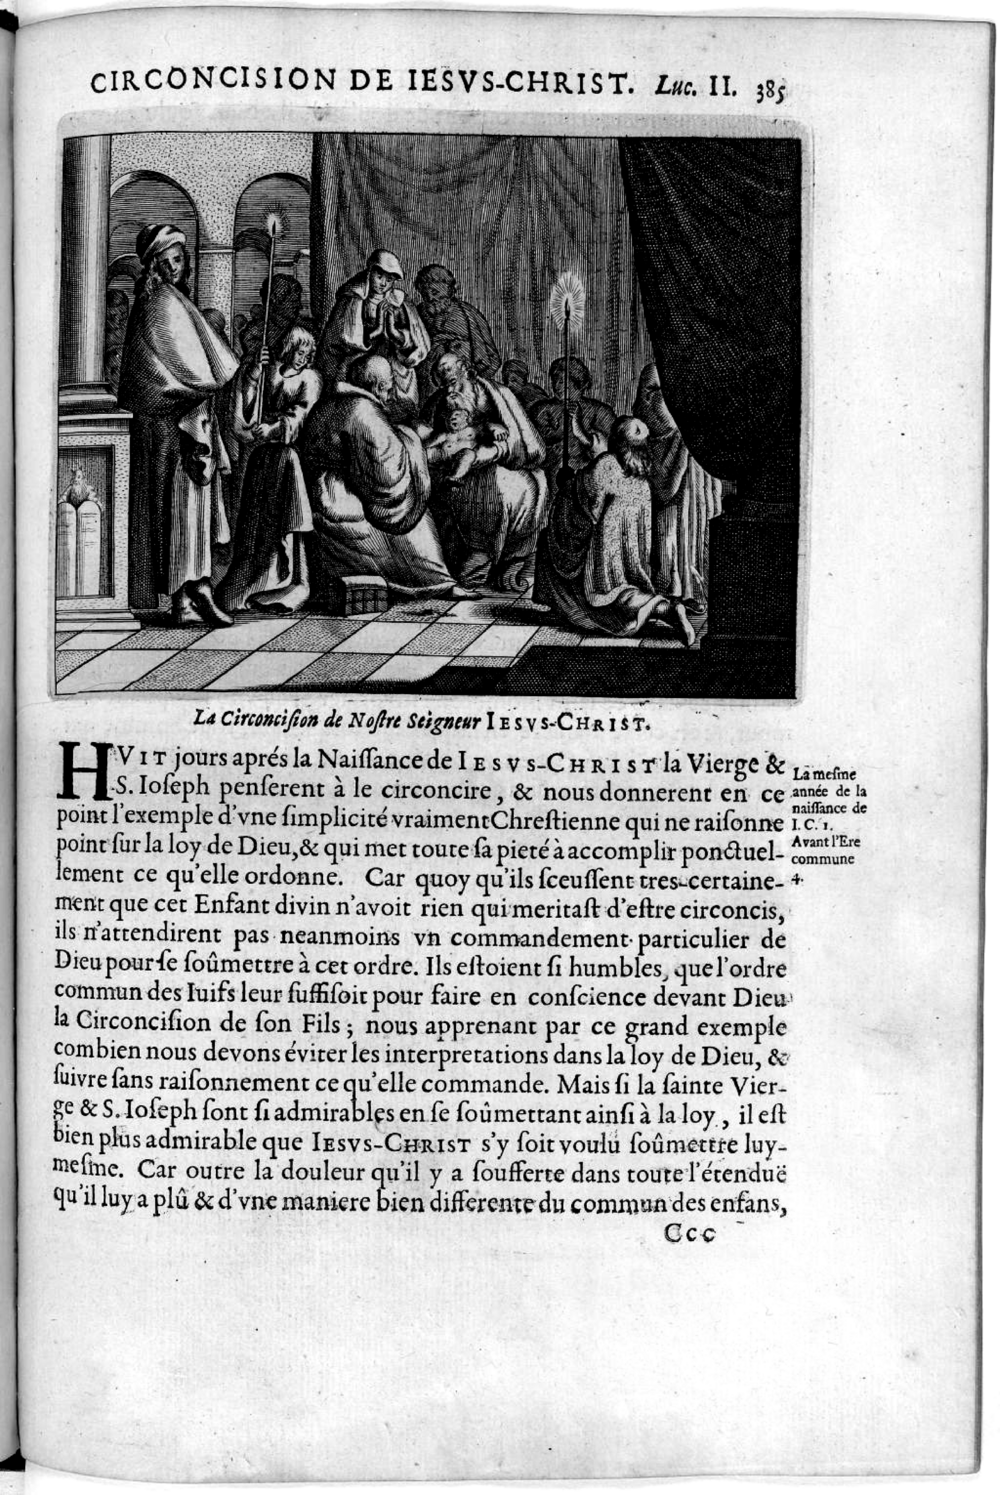 CIRCONCISION DE IESVS-CHRIST. Luc. II. 385
La Circonciſion de Noſtre Seigneur IESVS-CHRIST.
HVIT jours aprés la Naiſſance de IESVS-CHRIST la Vierge &
S. Ioſeph penſerent à le circoncire, & nous donnerent en ce
point l'exemple d'vne ſimplicité vraiment Chreſtienne qui ne raiſonne
point ſur la loy de Dieu, & qui met toute ſa pieté à accomplir ponctuel-
lement ce qu'elle ordonne. Car quoy qu'ils ſceuſſent tres-certaine-
ment que cet Enfant divin n'avoit rien qui meritaſt d'eſtre circoncis,
ils n'attendirent pas neanmoins vn commandement particulier de
Dieu pour ſe ſoûmettre à cet ordre. Ils eſtoient ſi humbles, que l'ordre
commun des Iuifs leur ſuffiſoit pour faire en conſcience devant Dieu
la Circonciſion de ſon Fils; nous apprenant par ce grand exemple
combien nous devons éviter les interpretations dans la loy de Dieu, &
ſuivre ſans raiſonnement ce qu'elle commande. Mais ſi la ſainte Vier-
ge & S. Ioſeph ſont ſi admirables en ſe ſoûmettant ainſi à la loy, il eſt
bien plus admirable que IESVS-CHRIST s'y ſoit voulu ſoûmettre luy-
meſme. Car outre la douleur qu'il y a ſoufferte dans toute l'étenduë
qu'il luy a plû & d'vne maniere bien differente du commun des enfans,
La meſme
année de la
naiſſance de
I. C. 1.
Avant l'Ere
commune
4.
Ccc